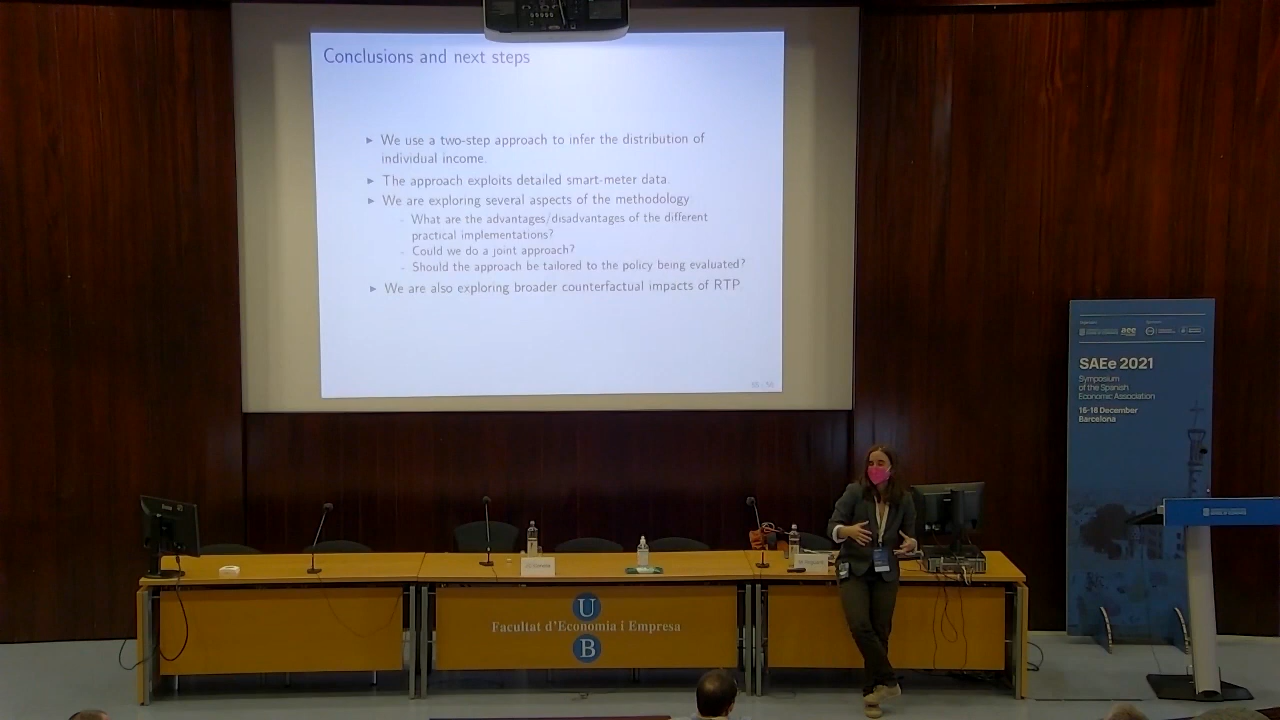 Conclusions and next steps
We use a two-step approach to infer the distribution of
individual income.
The approach exploits detailed smart-meter data.
We are exploring several aspects of the methodology
- What are the advantages/disadvantages of the different
practical implementations?
- Could we do a joint approach?
- Should the approach be tailored to the policy being evaluated?
We are also exploring broader counterfactual impacts of RTP
aee
SAEe 2021
Symposium
of the Spanish
Economic Association
16-18 December
Barcelona
U
Facultat d'Economia i Empresa
B